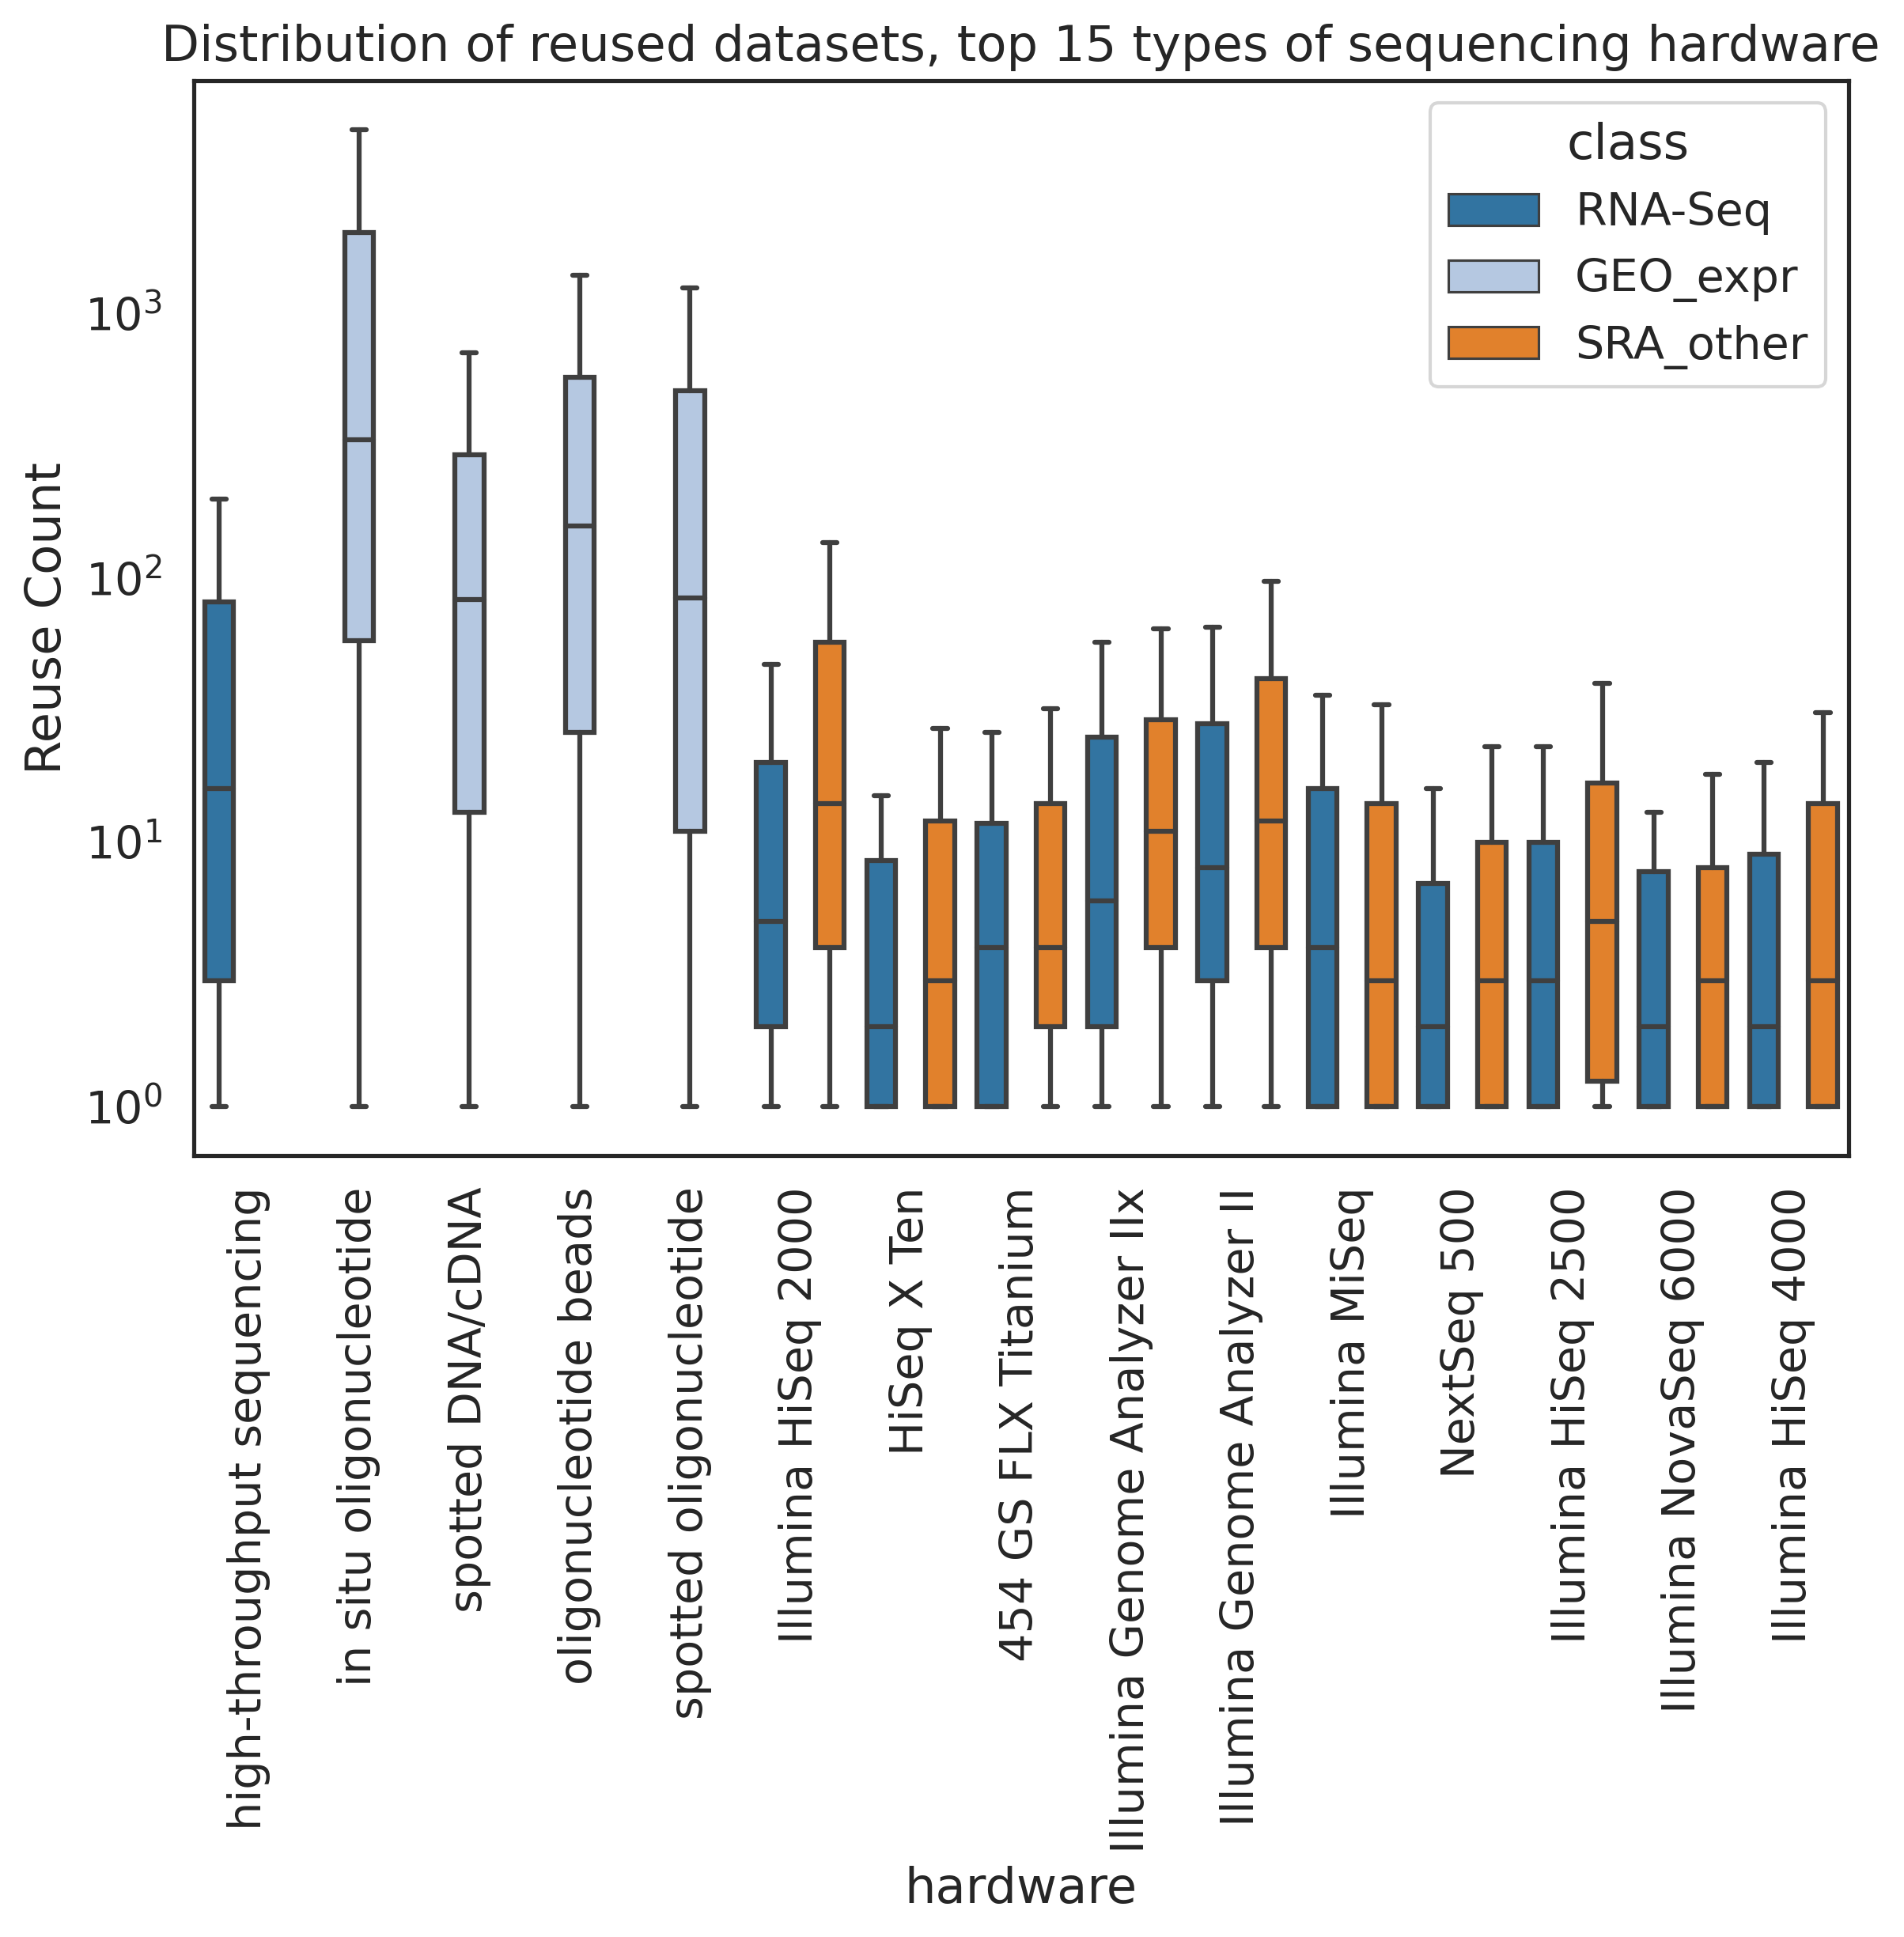 Distribution of reused datasets, top 15 types of sequencing hardware
class
RNA-Seq
GEO_expr
SRA_other
Reuse Count
10³
10²
10¹
10⁰
high-throughput sequencing
in situ oligonucleotide
spotted DNA/cDNA
oligonucleotide beads
spotted oligonucleotide
Illumina HiSeq 2000
HiSeq X Ten
454 GS FLX Titanium
Illumina Genome Analyzer IIx
Illumina Genome Analyzer II
Illumina MiSeq
NextSeq 500
Illumina HiSeq 2500
Illumina NovaSeq 6000
Illumina HiSeq 4000
hardware